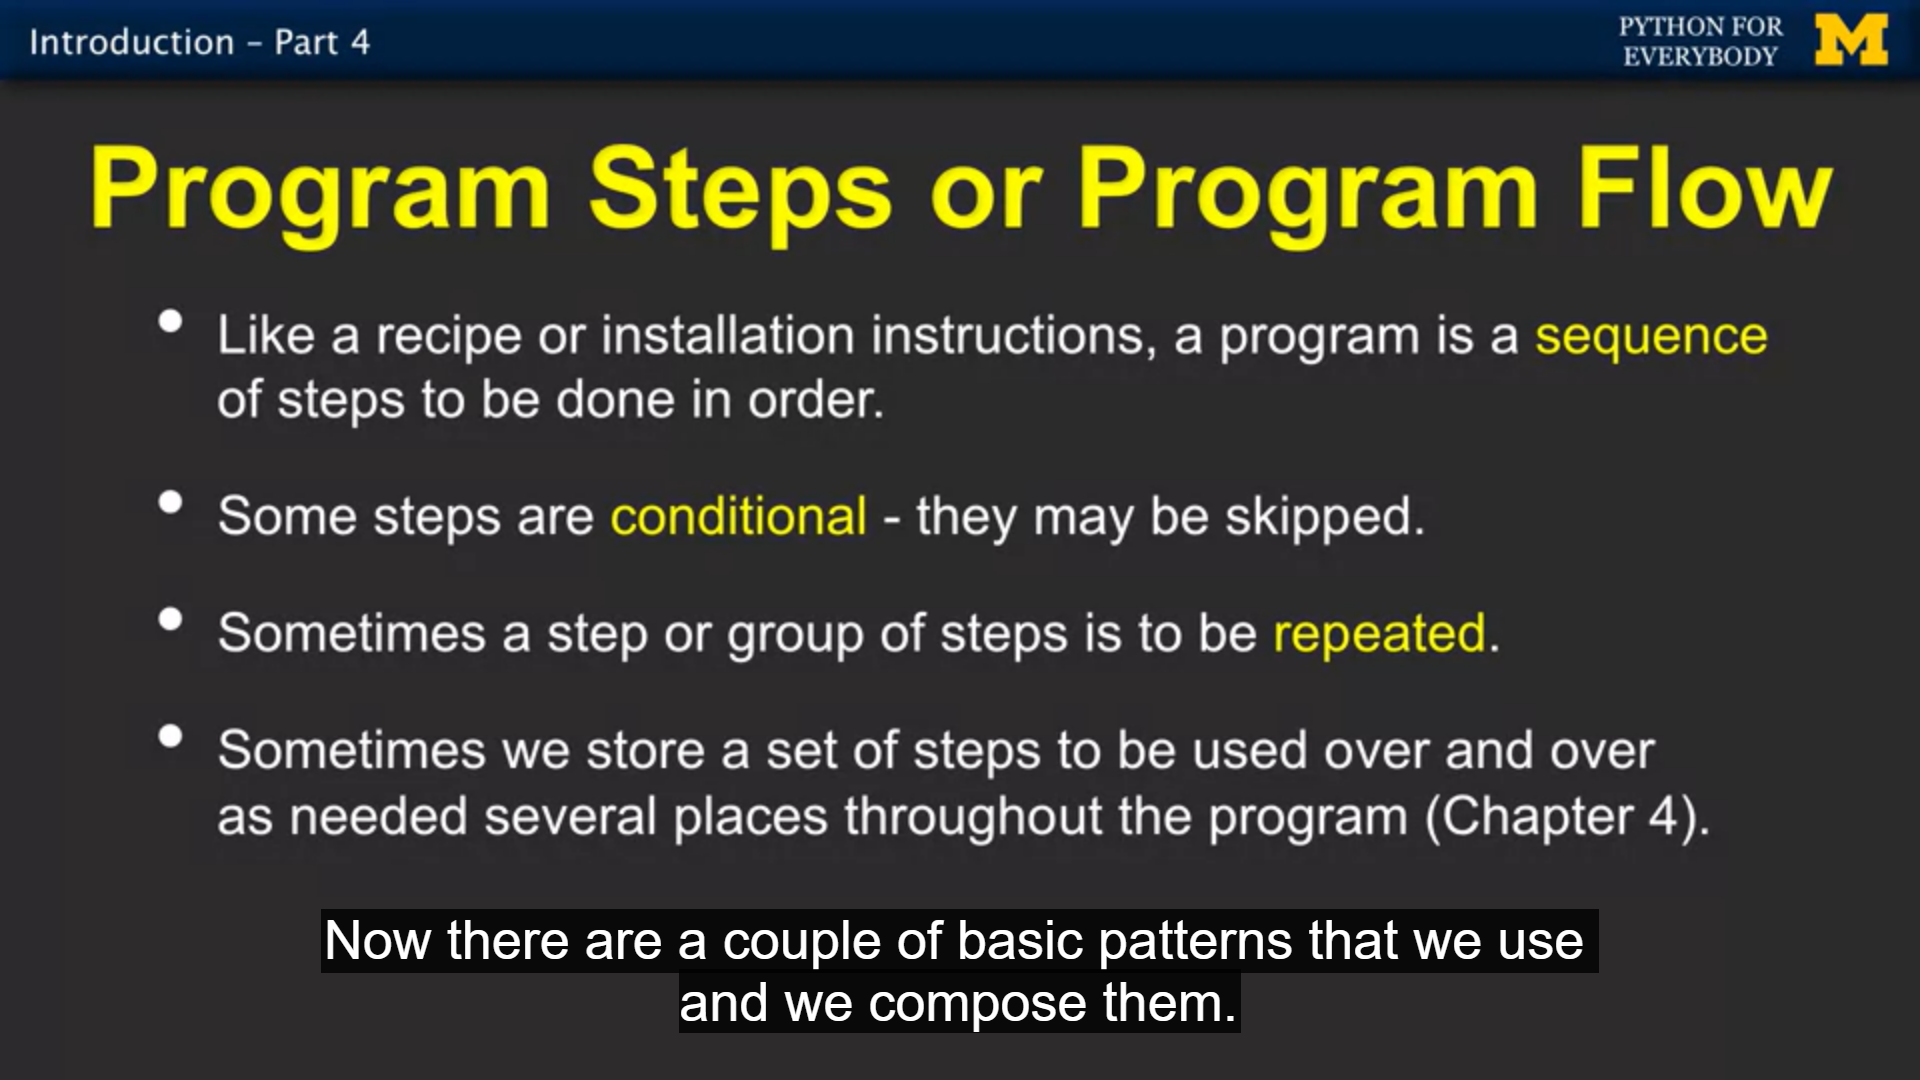 Introduction – Part 4
PYTHON FOR
EVERYBODY
M
Program Steps or Program Flow
• Like a recipe or installation instructions, a program is a sequence
of steps to be done in order.
• Some steps are conditional - they may be skipped.
• Sometimes a step or group of steps is to be repeated.
• Sometimes we store a set of steps to be used over and over
as needed several places throughout the program (Chapter 4).
Now there are a couple of basic patterns that we use
and we compose them.